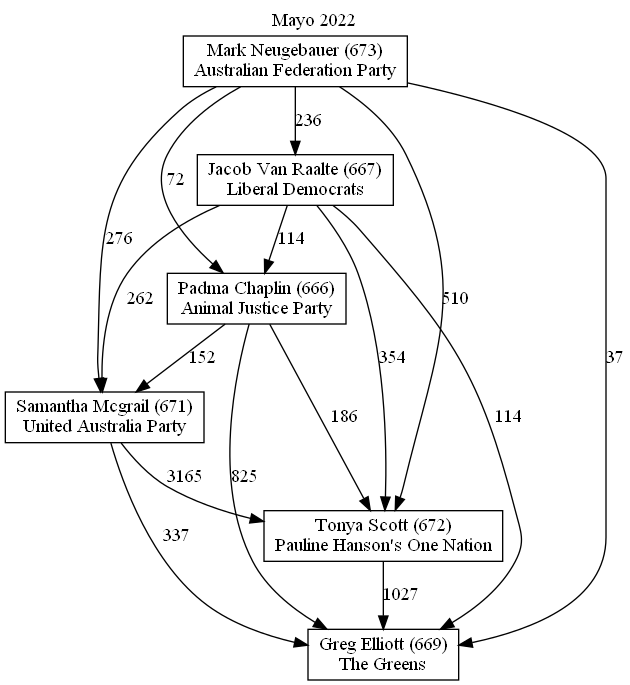 Mayo 2022
Mark Neugebauer (673)
Australian Federation Party
236
Jacob Van Raalte (667)
Liberal Democrats
72
276
114
262
Padma Chaplin (666)
Animal Justice Party
510
152
354
37
Samantha Mcgrail (671)
United Australia Party
186
114
3165
825
337
Tonya Scott (672)
Pauline Hanson's One Nation
1027
Greg Elliott (669)
The Greens